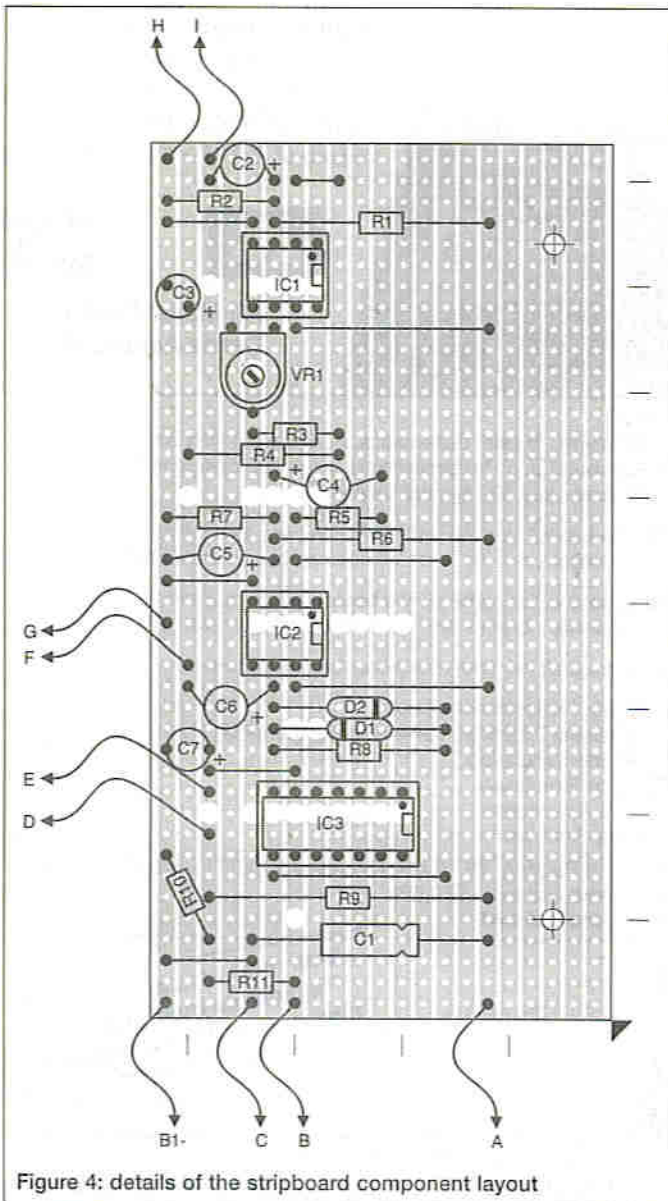 H I
C2 +
R2 R1
IC1
C3 +
VR1
R3
R4
+ C4
R7 R5
R6
C5 +
G
IC2
F
D2
C6 +
D1
C7 +
R8
E
IC3
D
R10
R9
C1
R11
B1- C B A
Figure 4: details of the stripboard component layout